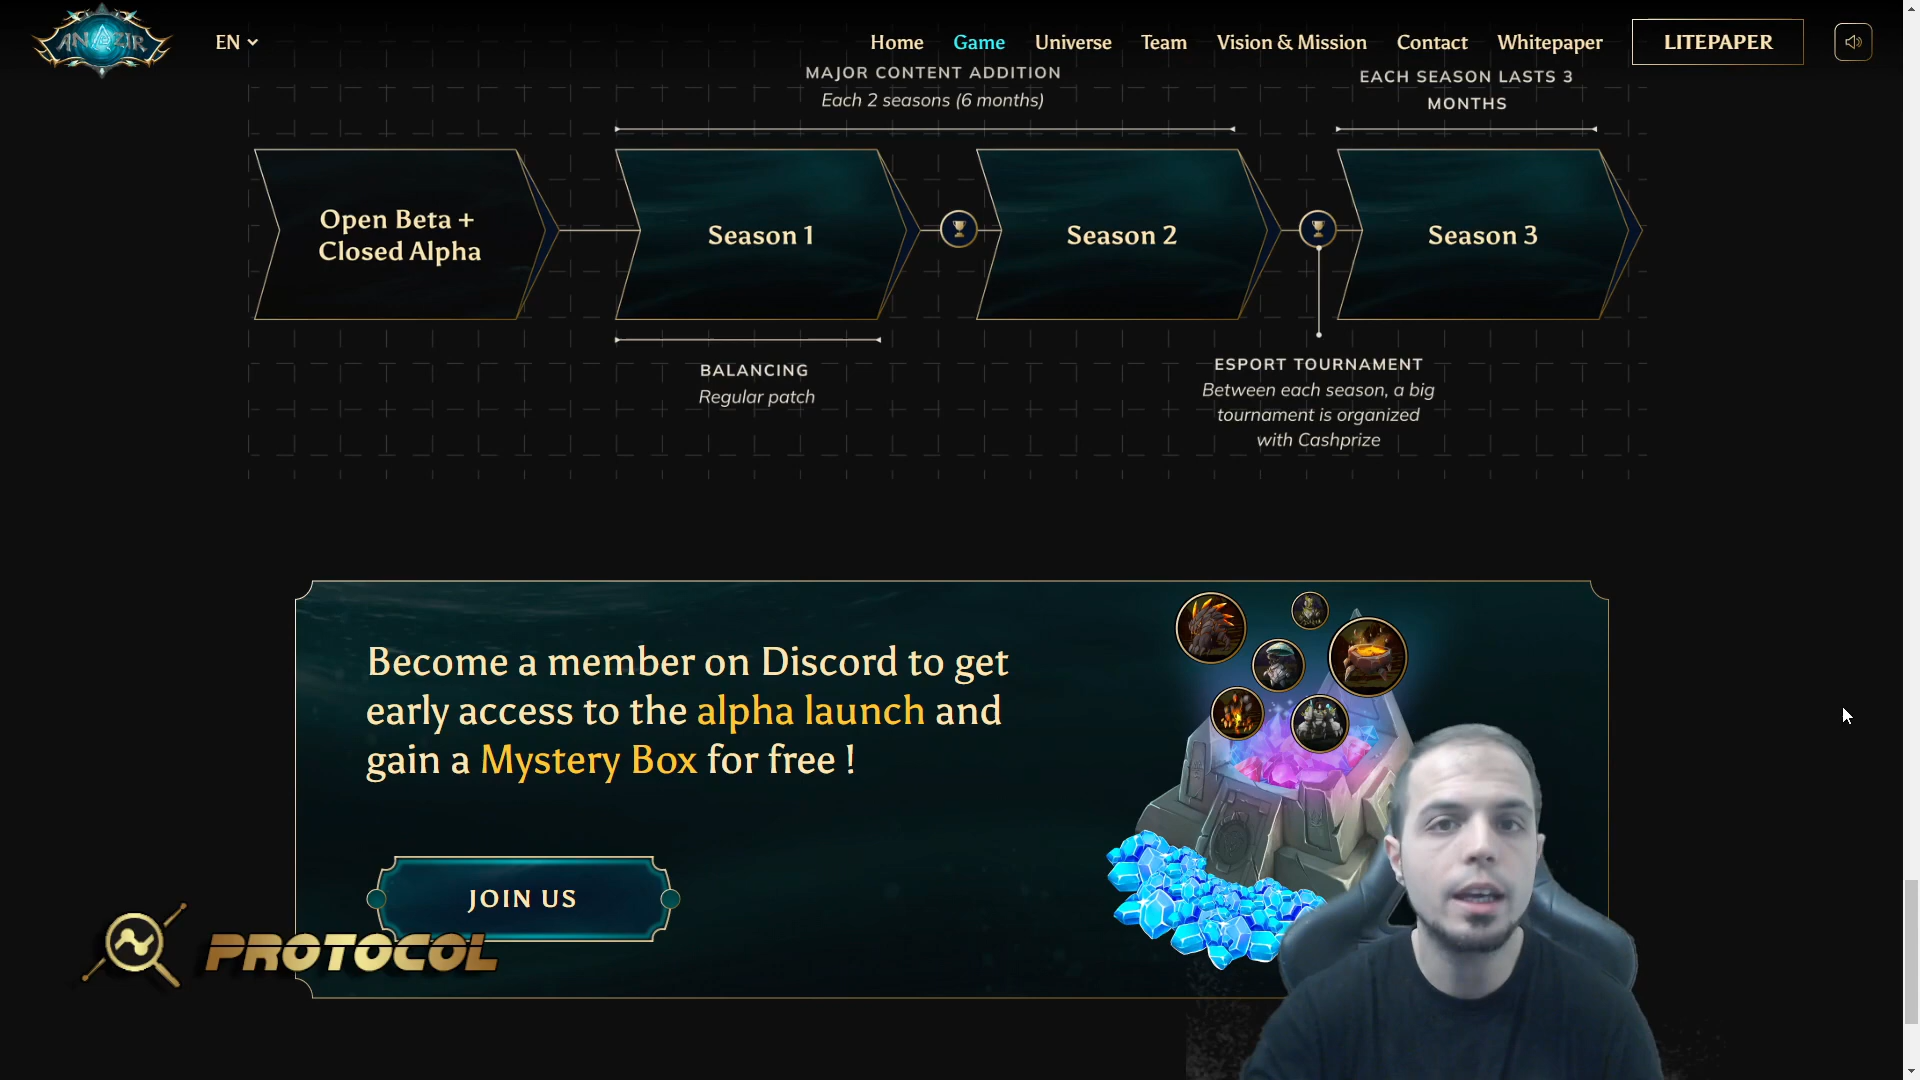 ANAZIR
EN
Home
Game
Universe
Team
Vision & Mission
Contact
Whitepaper
LITEPAPER
MAJOR CONTENT ADDITION
Each 2 seasons (6 months)
EACH SEASON LASTS 3
MONTHS
Open Beta +
Closed Alpha
Season 1
Season 2
Season 3
BALANCING
Regular patch
ESPORT TOURNAMENT
Between each season, a big
tournament is organized
with Cashprize
Become a member on Discord to get
early access to the alpha launch and
gain a Mystery Box for free !
JOIN US
PROTOCOL